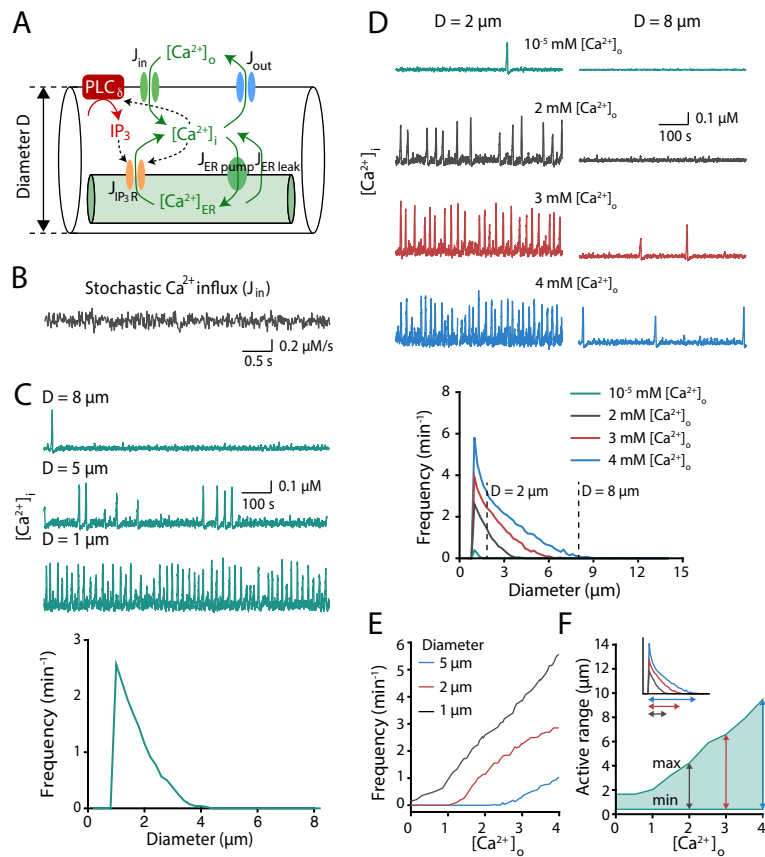 A
J_in
[Ca²⁺]_o
J_out
PLC_δ
IP₃
[Ca²⁺]_i
Diameter D
J_ER pump
J_ER leak
J_IP₃R
[Ca²⁺]_ER
B
Stochastic Ca²⁺ influx (J_in)
0.2 µM/s
0.5 s
C
D = 8 µm
D = 5 µm
0.1 µM
100 s
[Ca²⁺]_i
D = 1 µm
3
2
1
0
Frequency (min⁻¹)
0 2 4 6 8
Diameter (µm)
D
D = 2 µm
D = 8 µm
10⁻⁵ mM [Ca²⁺]_o
2 mM [Ca²⁺]_o
0.1 µM
100 s
[Ca²⁺]_i
3 mM [Ca²⁺]_o
4 mM [Ca²⁺]_o
8
6
4
2
0
Frequency (min⁻¹)
10⁻⁵ mM [Ca²⁺]_o
2 mM [Ca²⁺]_o
3 mM [Ca²⁺]_o
4 mM [Ca²⁺]_o
D = 2 µm
D = 8 µm
0 3 6 9 12 15
Diameter (µm)
E
6
5
4
3
2
1
0
Frequency (min⁻¹)
Diameter
5 µm
2 µm
1 µm
0 1 2 3 4
[Ca²⁺]_o
F
14
12
10
8
6
4
2
0
Active range (µm)
max
min
0 1 2 3 4
[Ca²⁺]_o